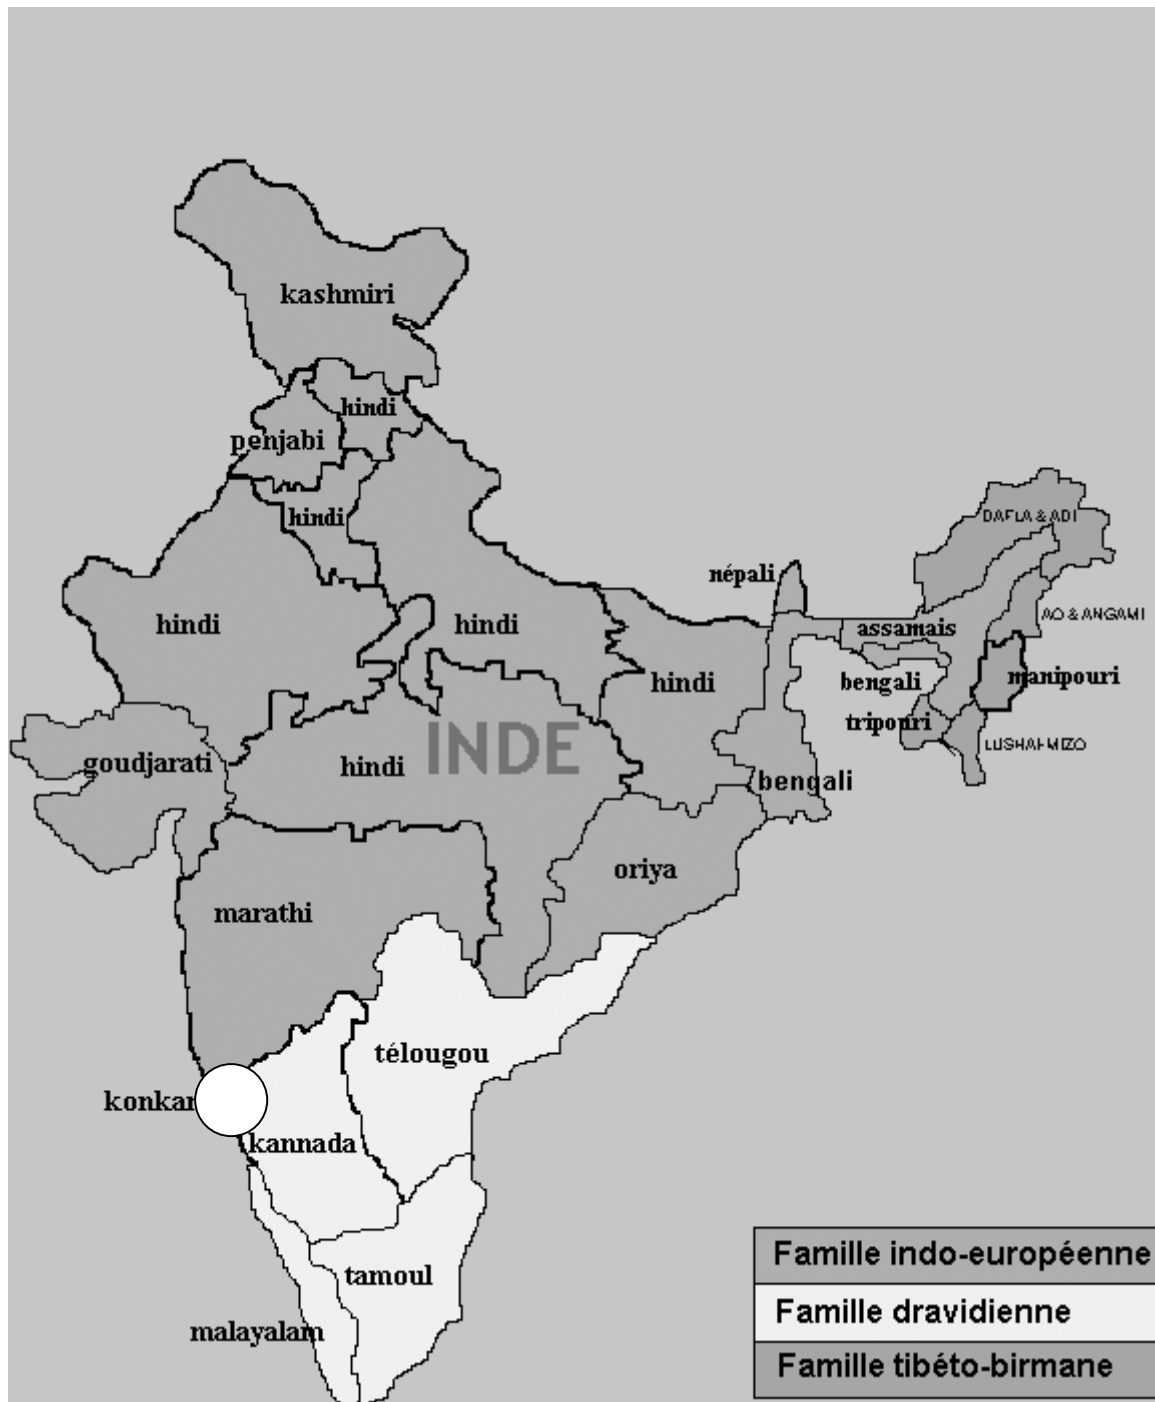 kashmiri
hindi
penjabi
hindi
DAFLA & ADI
népali
AO & ANGAMI
hindi
hindi
assamais
hindi
bengali
manipouri
tripouri
LUSHAI-MIZO
goudjarati
hindi
INDE
bengali
oriya
marathi
télougou
konkan
kannada
tamoul
malayalam
Famille indo-européenne
Famille dravidienne
Famille tibéto-birmane